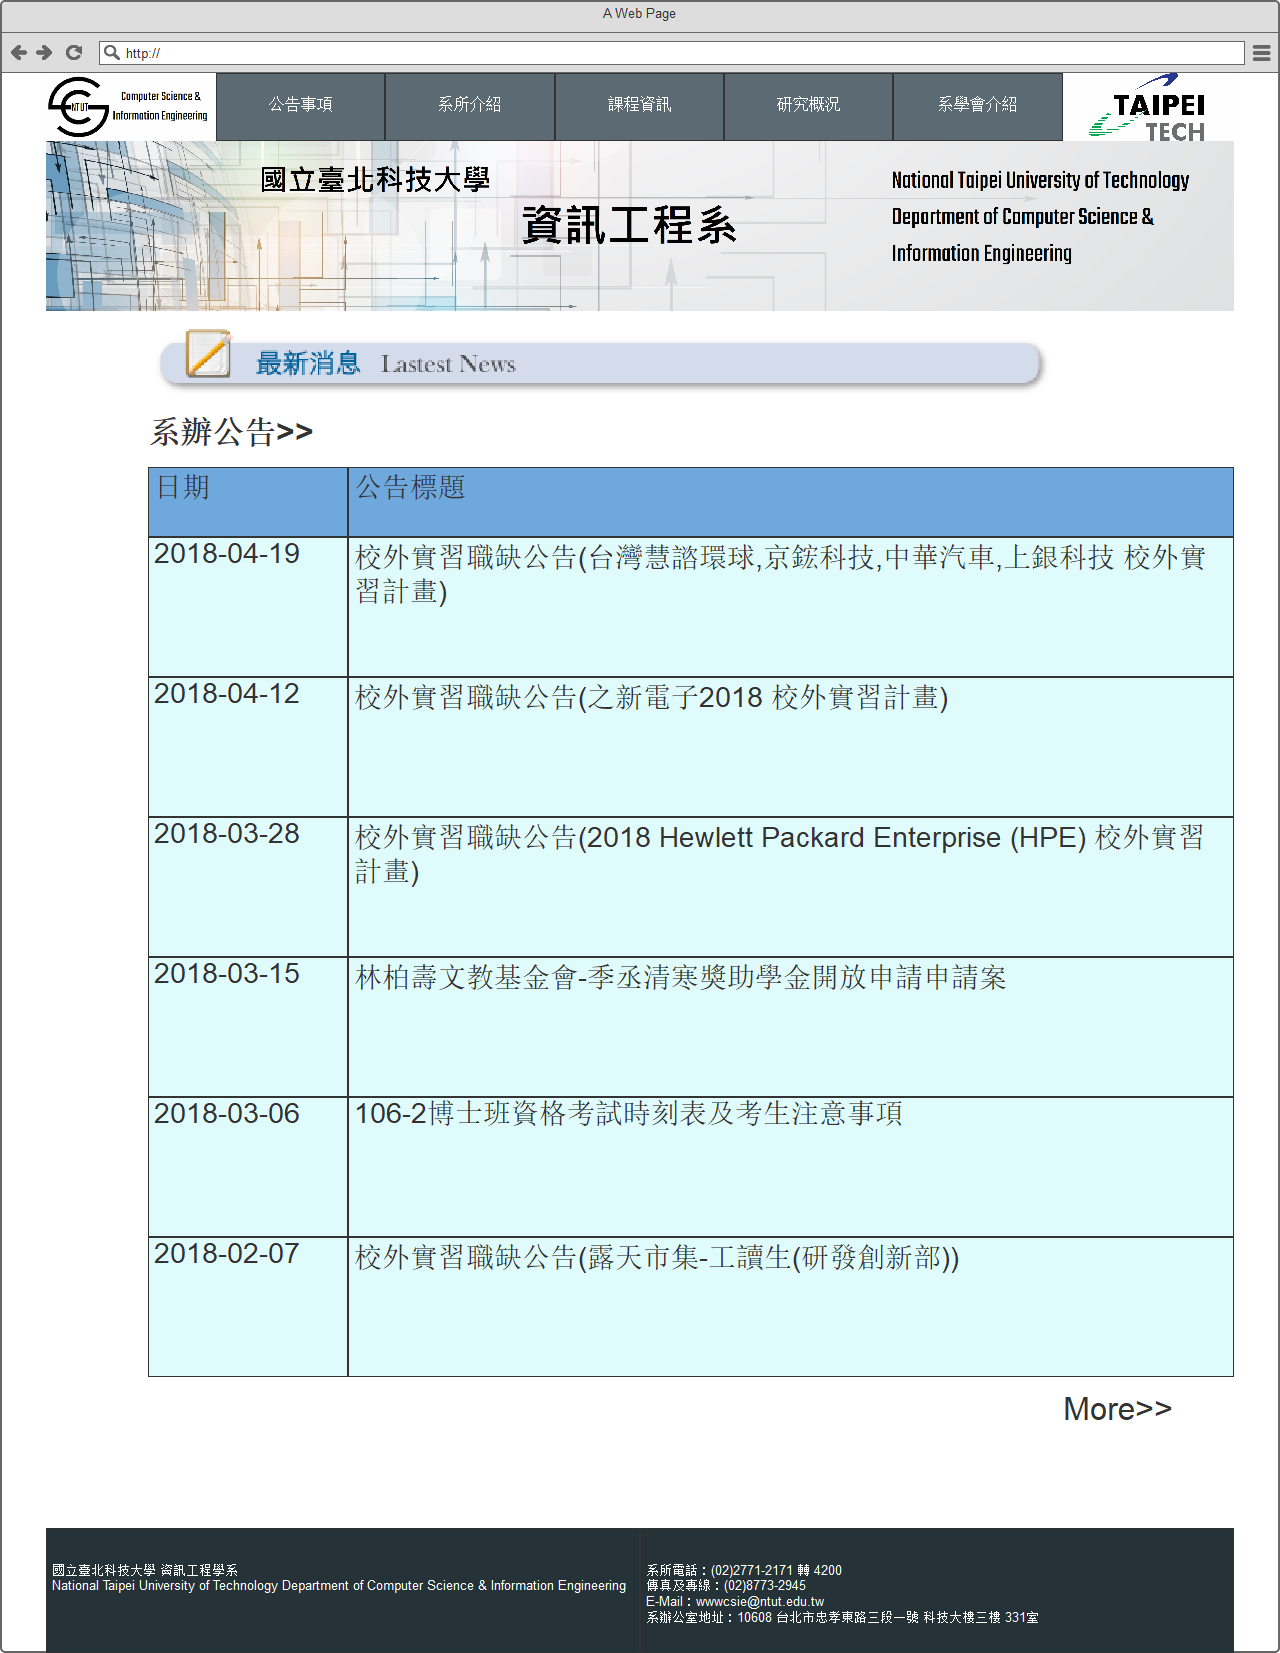 A Web Page
http://
NTUT
Computer Science &
Information Engineering
公告事項
系所介紹
課程資訊
研究概況
系學會介紹
TAIPEI
TECH
國立臺北科技大學
資訊工程系
National Taipei University of Technology
Department of Computer Science &
Information Engineering
最新消息 Lastest News
系辦公告>>
日期 公告標題
2018-04-19 校外實習職缺公告(台灣慧諮環球,京鋐科技,中華汽車,上銀科技 校外實
習計畫)
2018-04-12 校外實習職缺公告(之新電子2018 校外實習計畫)
2018-03-28 校外實習職缺公告(2018 Hewlett Packard Enterprise (HPE) 校外實習
計畫)
2018-03-15 林柏壽文教基金會-季丞清寒獎助學金開放申請申請案
2018-03-06 106-2博士班資格考試時刻表及考生注意事項
2018-02-07 校外實習職缺公告(露天市集-工讀生(研發創新部))
More>>
國立臺北科技大學 資訊工程學系
National Taipei University of Technology Department of Computer Science & Information Engineering
系所電話：(02)2771-2171 轉 4200
傳真及專線：(02)8773-2945
E-Mail：wwwcsie@ntut.edu.tw
系辦公室地址：10608 台北市忠孝東路三段一號 科技大樓三樓 331室